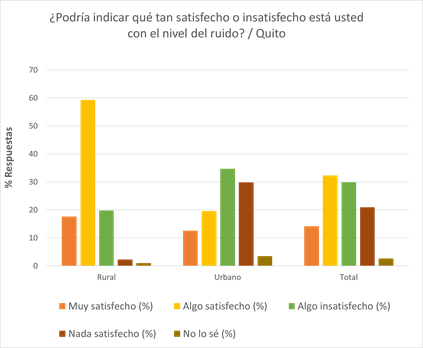 ¿Podría indicar qué tan satisfecho o insatisfecho está usted
con el nivel del ruido? / Quito
% Respuestas
70
60
50
40
30
20
10
0
Rural Urbano Total
Muy satisfecho (%) Algo satisfecho (%) Algo insatisfecho (%)
Nada satisfecho (%) No lo sé (%)